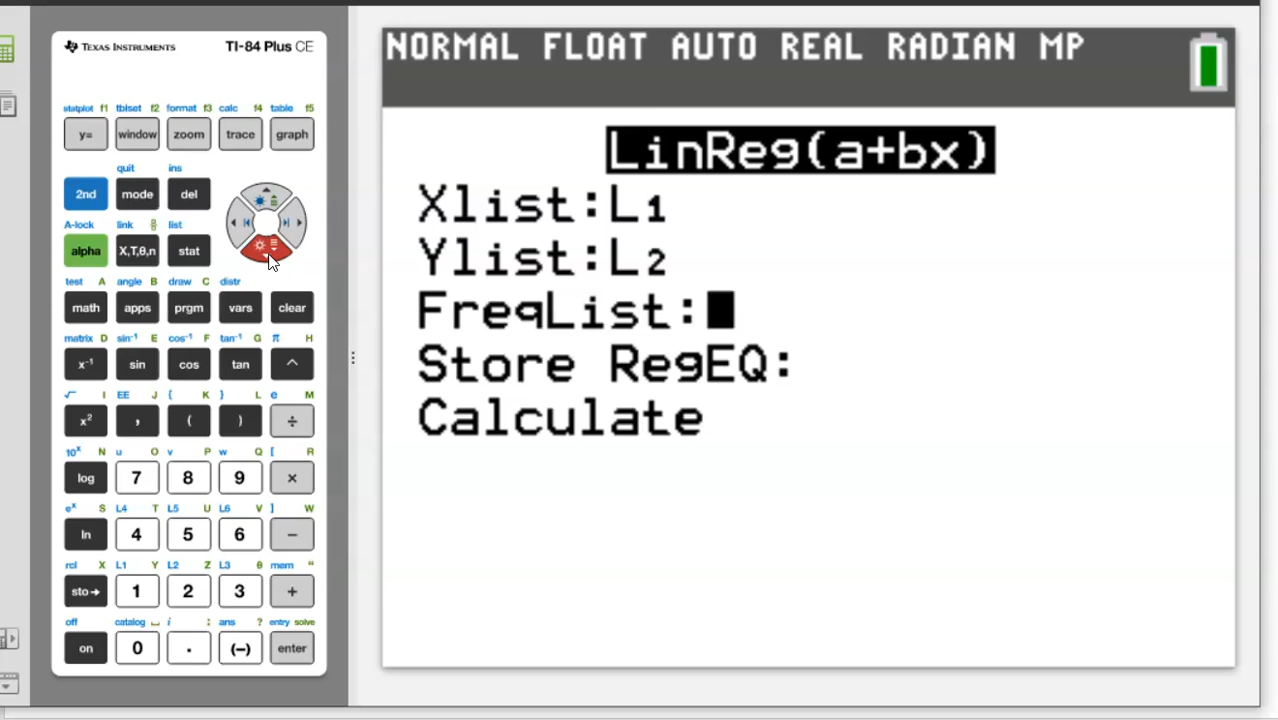 TEXAS INSTRUMENTS TI-84 Plus CE
NORMAL FLOAT AUTO REAL RADIAN MP
LinReg(a+bx)
Xlist:L1
Ylist:L2
FreqList:
Store RegEQ:
Calculate
statplot f1 tblset f2 format f3 calc f4 table f5
y= window zoom trace graph
quit ins
2nd mode del
A-lock link list
alpha X,T,θ,n stat
test A angle B draw C distr
math apps prgm vars clear
matrix D sin⁻¹ E cos⁻¹ F tan⁻¹ G π H
x⁻¹ sin cos tan ^
√ I EE J { K } L e M
x² , ( ) ÷
10ˣ N u O v P w Q [ R
log 7 8 9 ×
eˣ S L4 T L5 U L6 V ] W
ln 4 5 6 −
rcl X L1 Y L2 Z L3 θ mem "
sto→ 1 2 3 +
off catalog ␣ i : ans ? entry solve
on 0 . (−) enter